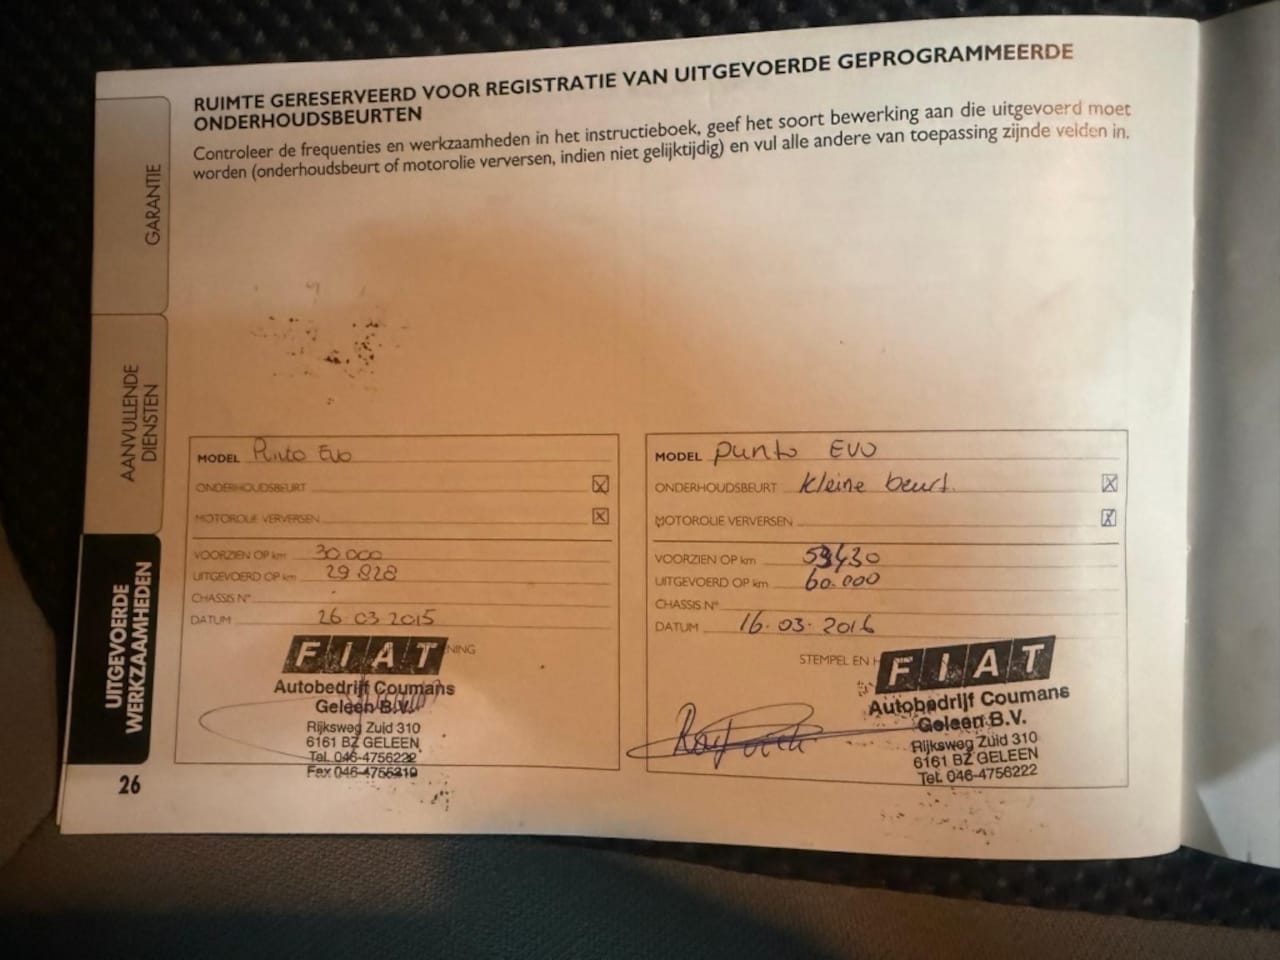 RUIMTE GERESERVEERD VOOR REGISTRATIE VAN UITGEVOERDE GEPROGRAMMEERDE
ONDERHOUDSBEURTEN
Controleer de frequenties en werkzaamheden in het instructieboek, geef het soort bewerking aan die uitgevoerd moet
worden (onderhoudsbeurt of motorolie verversen, indien niet gelijktijdig) en vul alle andere van toepassing zijnde velden in.
GARANTIE
AANVULLENDE
DIENSTEN
UITGEVOERDE
WERKZAAMHEDEN
26
MODEL Punto Evo
ONDERHOUDSBEURT
MOTOROLIE VERVERSEN
VOORZIEN OP km 30.000
UITGEVOERD OP km 29 828
CHASSIS N°
DATUM 26 03 2015
FIAT
Autobedrijf Coumans
Geleen B.V.
Rijksweg Zuid 310
6161 BZ GELEEN
Tel. 046-4756222
Fax 046-4756219
MODEL Punto EVO
ONDERHOUDSBEURT kleine beurt.
MOTOROLIE VERVERSEN
VOORZIEN OP km
UITGEVOERD OP km 60.000
CHASSIS N°
DATUM 16.03.2016
STEMPEL EN
FIAT
Autobedrijf Coumans
Geleen B.V.
Rijksweg Zuid 310
6161 BZ GELEEN
Tel. 046-4756222